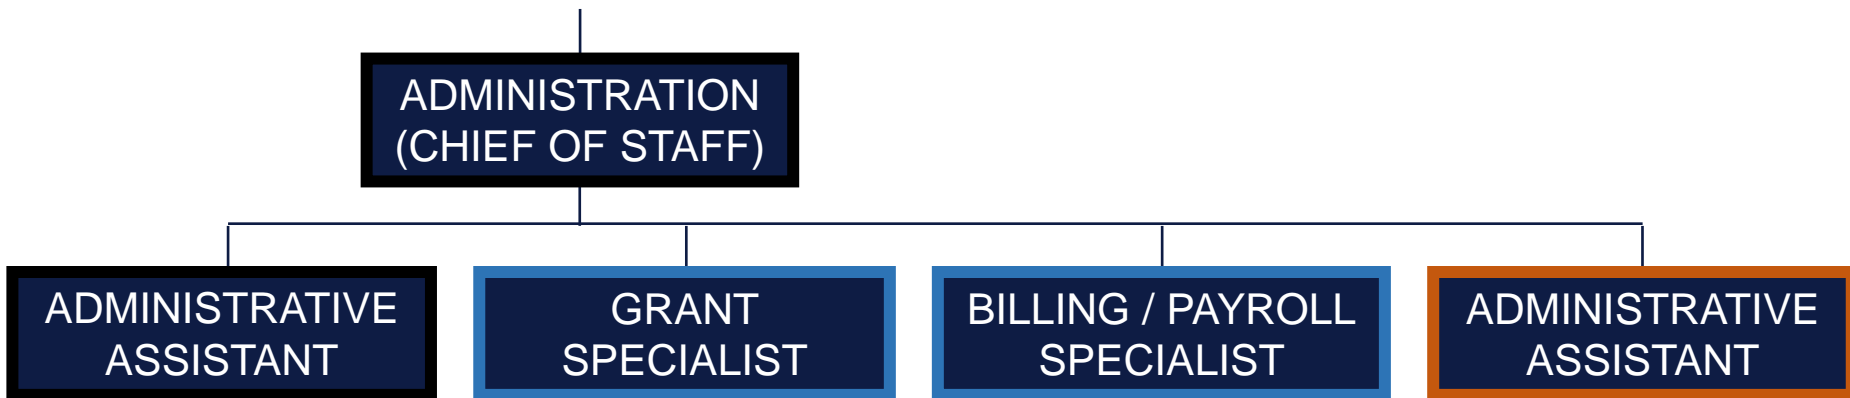 ADMINISTRATION
(CHIEF OF STAFF)
ADMINISTRATIVE
ASSISTANT
GRANT
SPECIALIST
BILLING / PAYROLL
SPECIALIST
ADMINISTRATIVE
ASSISTANT